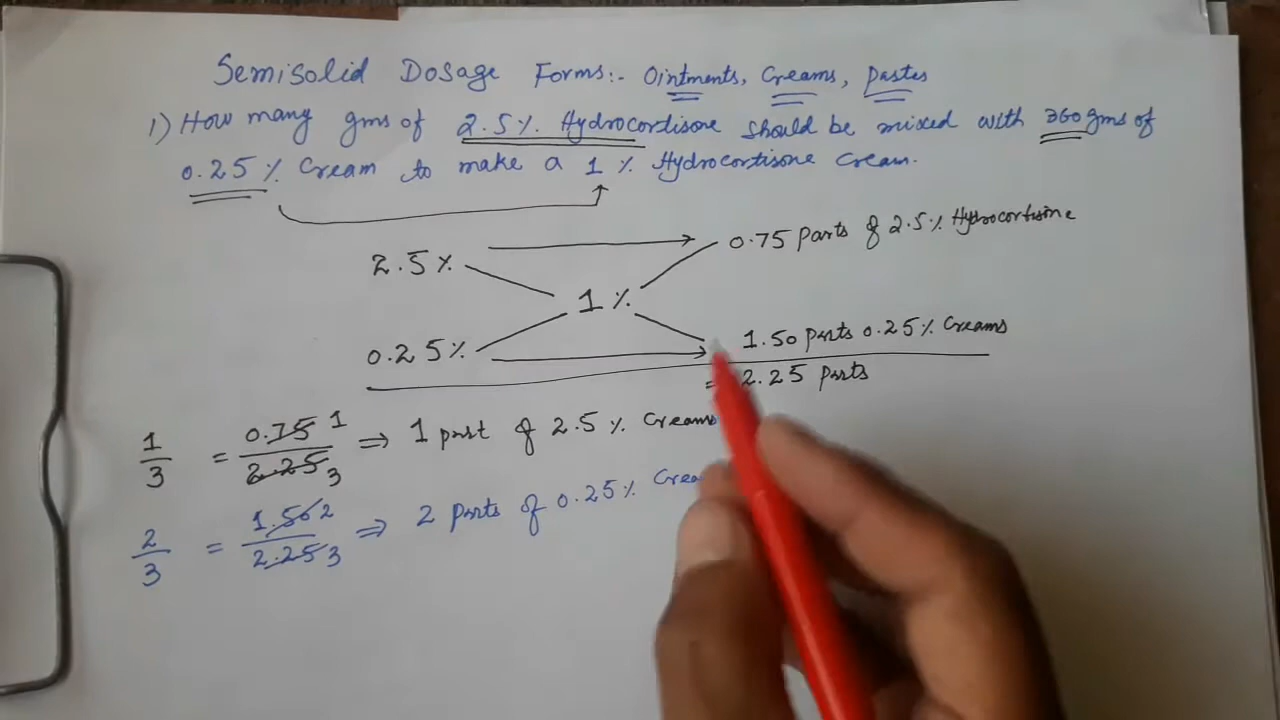 Semisolid Dosage Forms:- Ointments, Creams, Pastes
1) How many gms of 2.5% Hydrocortisone should be mixed with 360 gms of
0.25% Cream to make a 1% Hydrocortisone Cream.
2.5% 0.75 Parts of 2.5% Hydrocortisone
1%
0.25% 1.50 Parts 0.25% Creams
= 2.25 Parts
1/3 = 0.75 1 / 2.25 3 ⇒ 1 part of 2.5% Creams
2/3 = 1.50 2 / 2.25 3 ⇒ 2 Parts of 0.25%